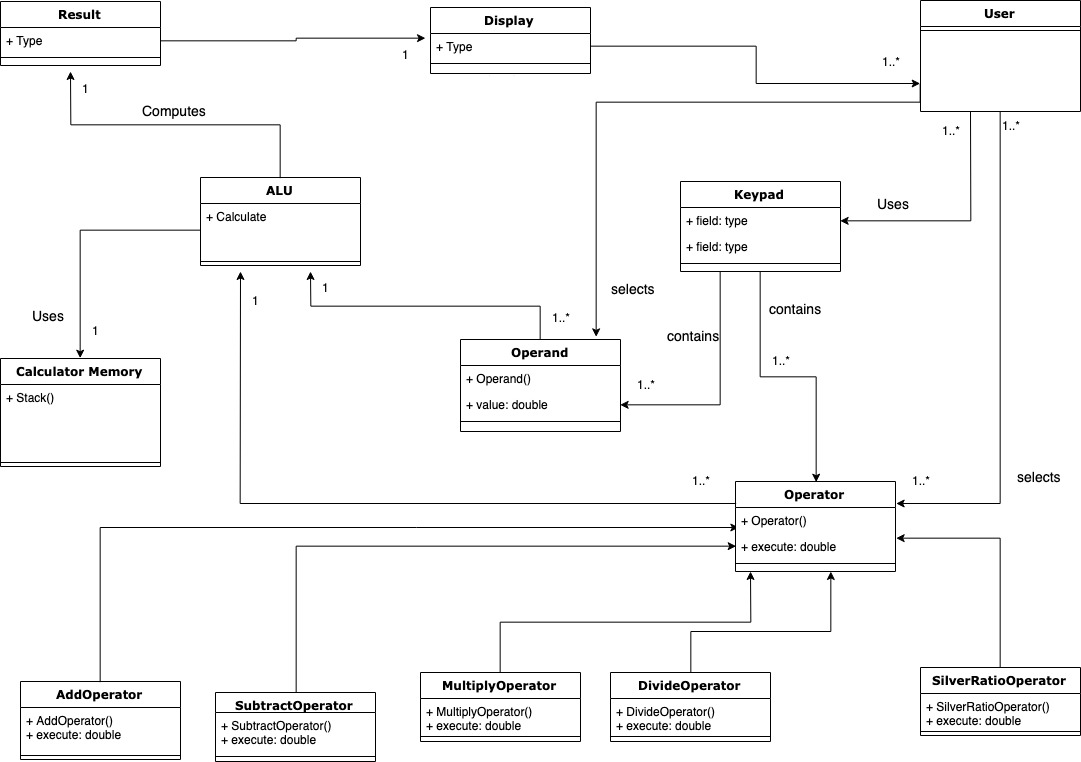 Result
+ Type
Display
+ Type
User
1
1..*
1
Computes
1..*
1..*
ALU
+ Calculate
Keypad
+ field: type
+ field: type
Uses
selects
1
1
1..*
contains
Uses
1
contains
Operand
+ Operand()
+ value: double
1..*
1..*
Calculator Memory
+ Stack()
1..*
1..*
selects
Operator
+ Operator()
+ execute: double
AddOperator
+ AddOperator()
+ execute: double
SubtractOperator
+ SubtractOperator()
+ execute: double
MultiplyOperator
+ MultiplyOperator()
+ execute: double
DivideOperator
+ DivideOperator()
+ execute: double
SilverRatioOperator
+ SilverRatioOperator()
+ execute: double